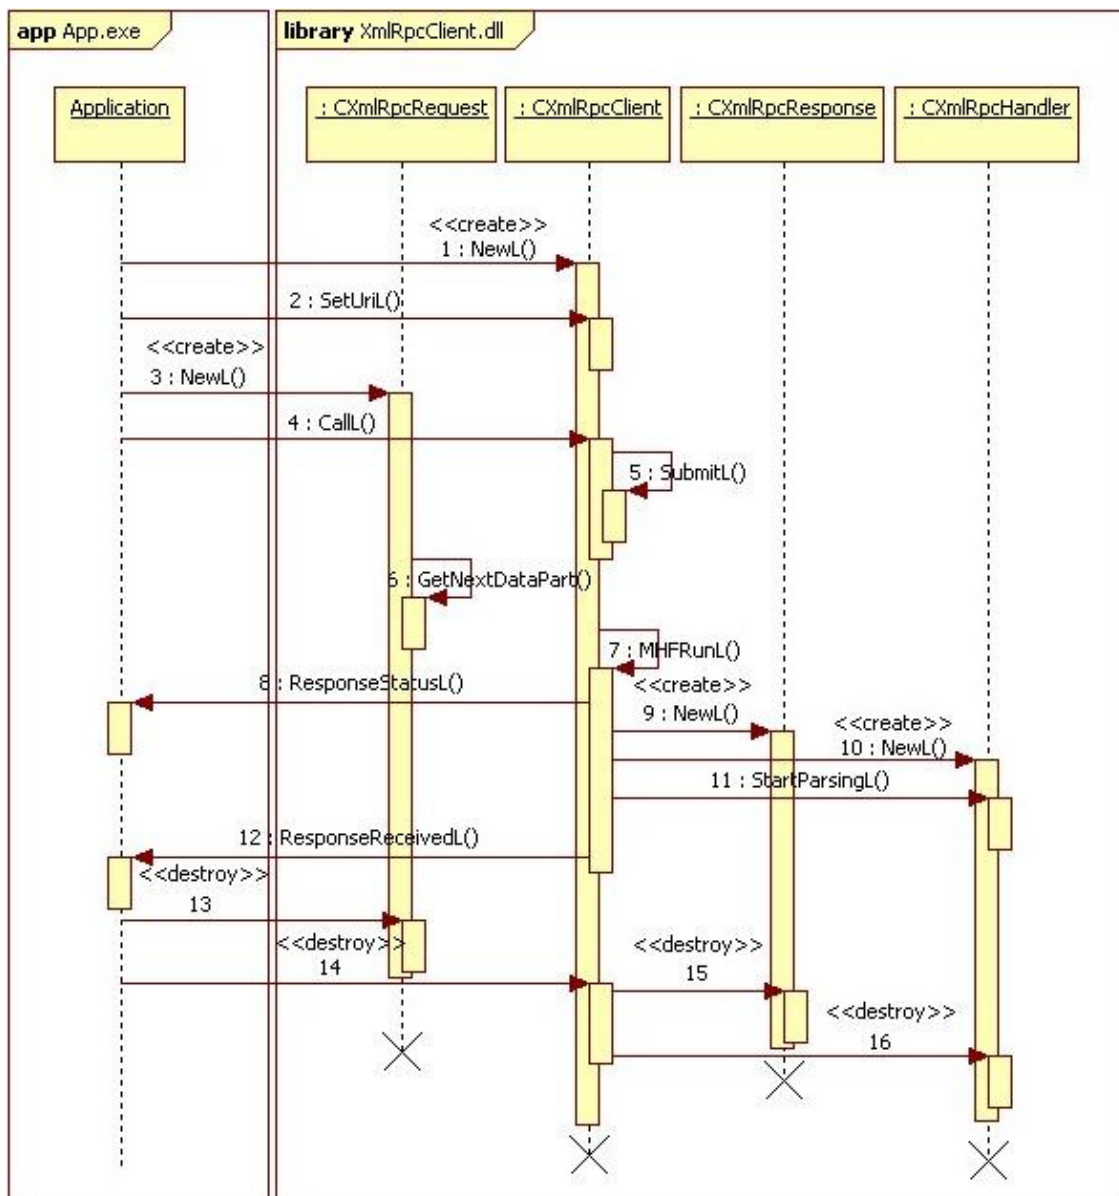 app App.exe
library XmlRpcClient.dll
Application
: CXmlRpcRequest
: CXmlRpcClient
: CXmlRpcResponse
: CXmlRpcHandler
<<create>>
1 : NewL()
2 : SetUriL()
<<create>>
3 : NewL()
4 : CallL()
5 : SubmitL()
6 : GetNextDataPart()
7 : MHFRunL()
8 : ResponseStatusL()
<<create>>
9 : NewL()
<<create>>
10 : NewL()
11 : StartParsingL()
12 : ResponseReceivedL()
<<destroy>>
13
<<destroy>>
14
<<destroy>>
15
<<destroy>>
16